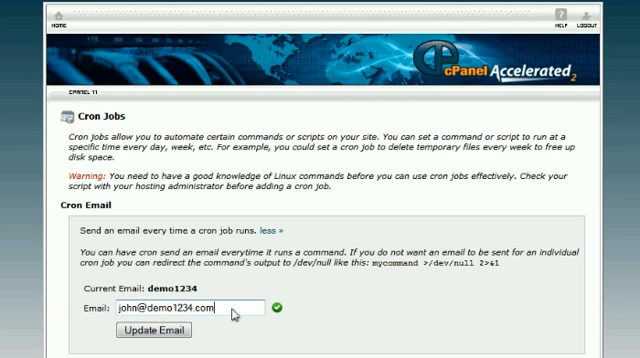 HOME
HELP
LOGOUT
cPanel Accelerated2
CPANEL 11
Cron Jobs
Cron jobs allow you to automate certain commands or scripts on your site. You can set a command or script to run at a
specific time every day, week, etc. For example, you could set a cron job to delete temporary files every week to free up
disk space.
Warning: You need to have a good knowledge of Linux commands before you can use cron jobs effectively. Check your
script with your hosting administrator before adding a cron job.
Cron Email
Send an email every time a cron job runs. less »
You can have cron send an email everytime it runs a command. If you do not want an email to be sent for an individual
cron job you can redirect the command's output to /dev/null like this: mycommand >/dev/null 2>&1
Current Email: demo1234
Email: john@demo1234.com
Update Email